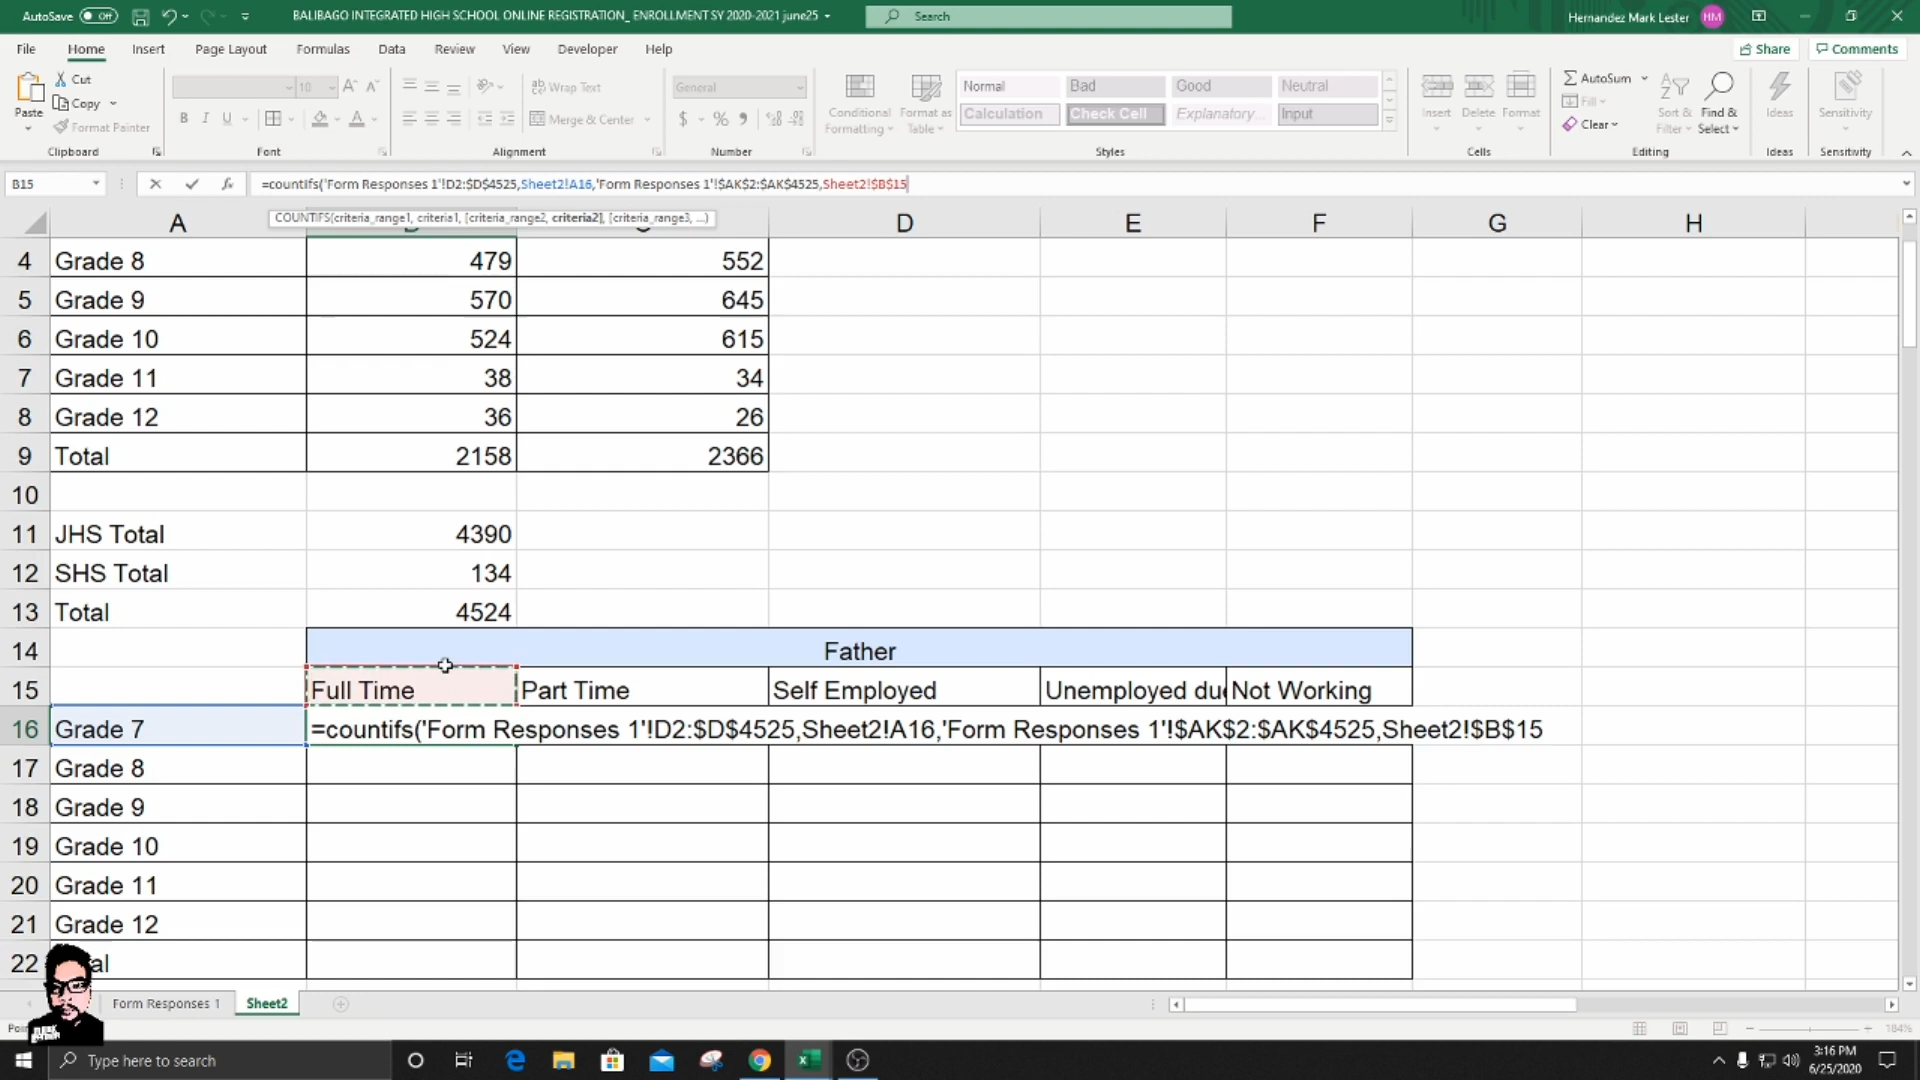 AutoSave Off BALIBAGO INTEGRATED HIGH SCHOOL ONLINE REGISTRATION_ ENROLLMENT SY 2020-2021 june25 Search Hernandez Mark Lester HM
File Home Insert Page Layout Formulas Data Review View Developer Help Share Comments
Paste Cut Copy Format Painter
Clipboard
10 A A
B I U A
Font
Wrap Text
Merge & Center
Alignment
General
$ % 9
Number
Conditional Formatting Format as Table
Normal Bad Good Neutral
Calculation Check Cell Explanatory... Input
Styles
Insert Delete Format
Cells
AutoSum Fill Clear Sort & Filter Find & Select
Editing
Ideas
Ideas
Sensitivity
Sensitivity
B15 fx =countifs('Form Responses 1'!D2:$D$4525,Sheet2!A16,'Form Responses 1'!$AK$2:$AK$4525,Sheet2!$B$15
COUNTIFS(criteria_range1, criteria1, [criteria_range2, criteria2], [criteria_range3, ...)
A D E F G H
4 Grade 8 479 552
5 Grade 9 570 645
6 Grade 10 524 615
7 Grade 11 38 34
8 Grade 12 36 26
9 Total 2158 2366
10
11 JHS Total 4390
12 SHS Total 134
13 Total 4524
14 Father
15 Full Time Part Time Self Employed Unemployed du Not Working
16 Grade 7 =countifs('Form Responses 1'!D2:$D$4525,Sheet2!A16,'Form Responses 1'!$AK$2:$AK$4525,Sheet2!$B$15
17 Grade 8
18 Grade 9
19 Grade 10
20 Grade 11
21 Grade 12
22
Form Responses 1 Sheet2
184%
Type here to search
3:16 PM
6/25/2020